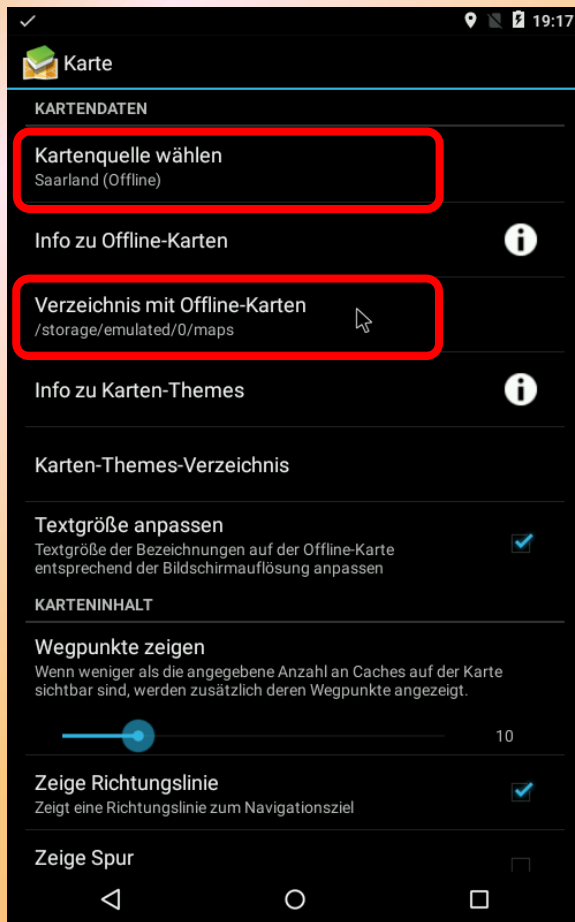 19:17
Karte
KARTENDATEN
Kartenquelle wählen
Saarland (Offline)
Info zu Offline-Karten
Verzeichnis mit Offline-Karten
/storage/emulated/0/maps
Info zu Karten-Themes
Karten-Themes-Verzeichnis
Textgröße anpassen
Textgröße der Bezeichnungen auf der Offline-Karte
entsprechend der Bildschirmauflösung anpassen
KARTENINHALT
Wegpunkte zeigen
Wenn weniger als die angegebene Anzahl an Caches auf der Karte
sichtbar sind, werden zusätzlich deren Wegpunkte angezeigt.
10
Zeige Richtungslinie
Zeigt eine Richtungslinie zum Navigationsziel
Zeige Spur